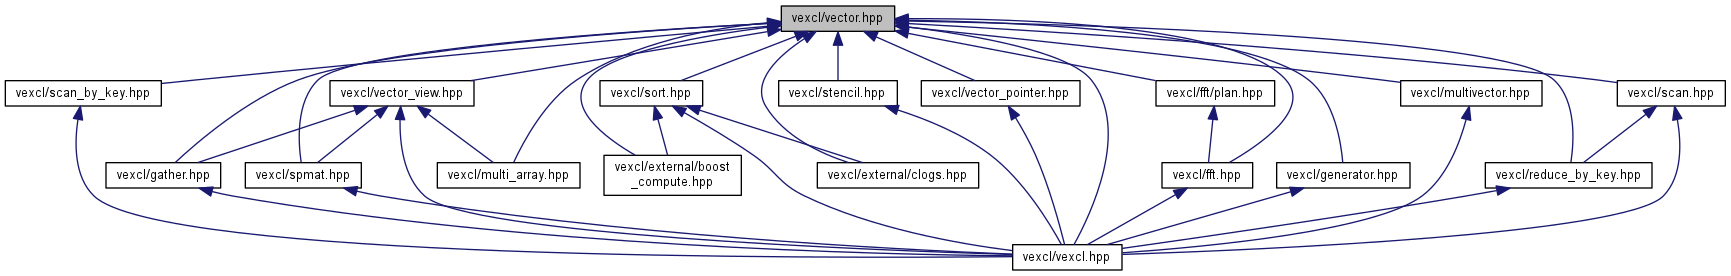 vexcl/vector.hpp
vexcl/scan_by_key.hpp
vexcl/vector_view.hpp
vexcl/sort.hpp
vexcl/stencil.hpp
vexcl/vector_pointer.hpp
vexcl/fft/plan.hpp
vexcl/multivector.hpp
vexcl/scan.hpp
vexcl/gather.hpp
vexcl/spmat.hpp
vexcl/multi_array.hpp
vexcl/external/boost
_compute.hpp
vexcl/external/clogs.hpp
vexcl/fft.hpp
vexcl/generator.hpp
vexcl/reduce_by_key.hpp
vexcl/vexcl.hpp